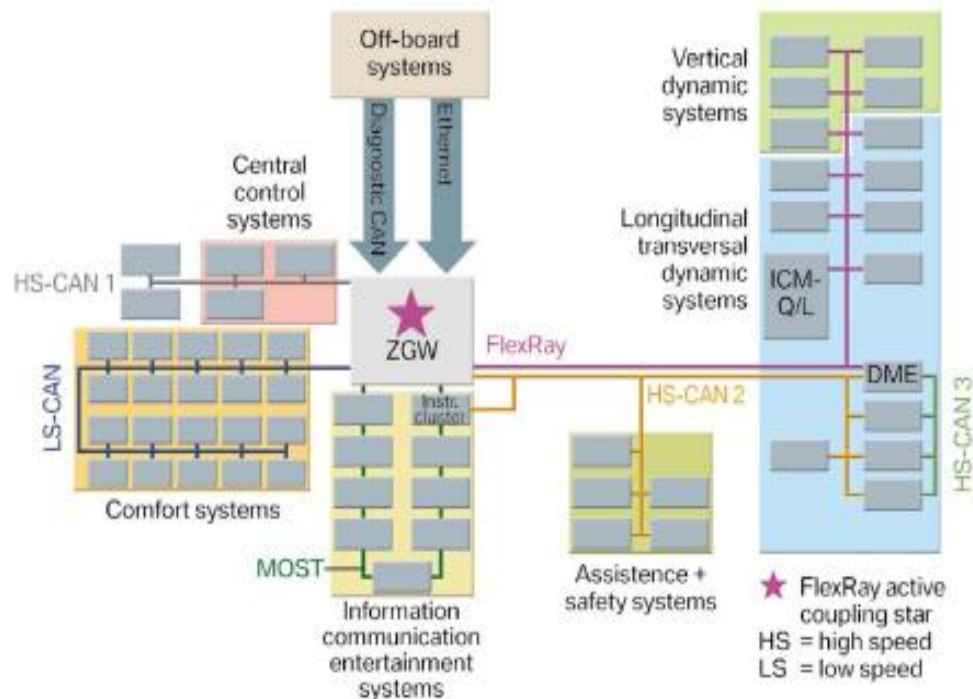 Off-board
systems
Diagnostic CAN
Ethernet
Vertical
dynamic
systems
Central
control
systems
Longitudinal
transversal
dynamic
systems
HS-CAN 1
ICM-
Q/L
ZGW
FlexRay
DME
LS-CAN
Instr.
cluster
HS-CAN 2
HS-CAN 3
Comfort systems
MOST
Information
communication
entertainment
systems
Assistence +
safety systems
FlexRay active
coupling star
HS = high speed
LS = low speed